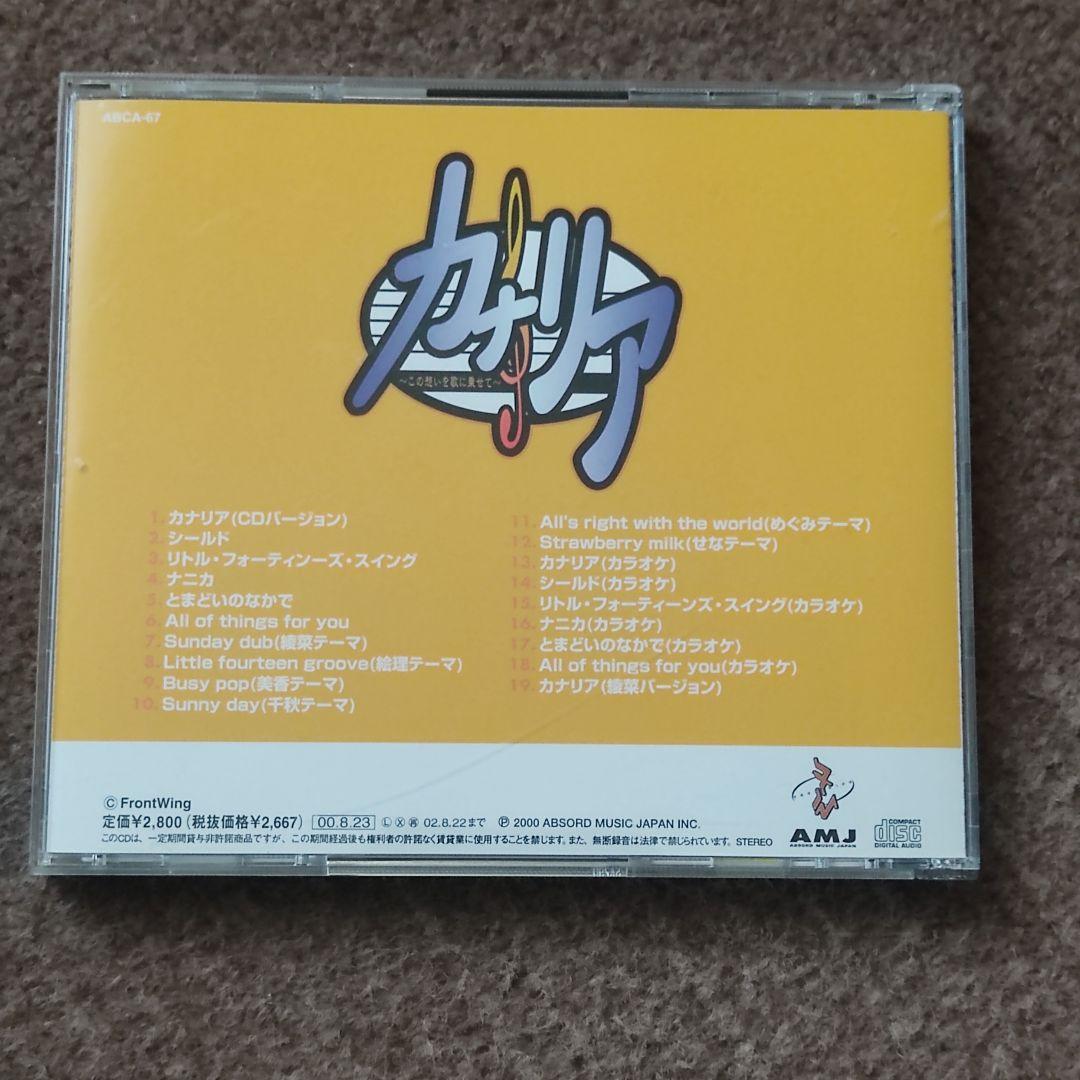 ABCA-67
カナリア
～この想いを歌に乗せて～
1. カナリア(CDバージョン)
2. シールド
3. リトル・フォーティンーズ・スイング
4. ナニカ
5. とまどいのなかで
6. All of things for you
7. Sunday dub(綾菜テーマ)
8. Little fourteen groove(絵理テーマ)
9. Busy pop(美香テーマ)
10. Sunny day(千秋テーマ)
11. All's right with the world(めぐみテーマ)
12. Strawberry milk(せなテーマ)
13. カナリア(カラオケ)
14. シールド(カラオケ)
15. リトル・フォーティーンズ・スイング(カラオケ)
16. ナニカ(カラオケ)
17. とまどいのなかで(カラオケ)
18. All of things for you(カラオケ)
19. カナリア(綾菜バージョン)
© FrontWing
定価¥2,800(税抜価格¥2,667) 00.8.23 Ⓛ Ⓧ ㊢ 02.8.22まで ℗ 2000 ABSORD MUSIC JAPAN INC.
このCDは、一定期間貸与非許諾商品ですが、この期間経過後も権利者の許諾なく賃貸業に使用することを禁じます。また、無断録音は法律で禁じられています。 STEREO
AMJ
ABSORD MUSIC JAPAN
COMPACT
disc
DIGITAL AUDIO